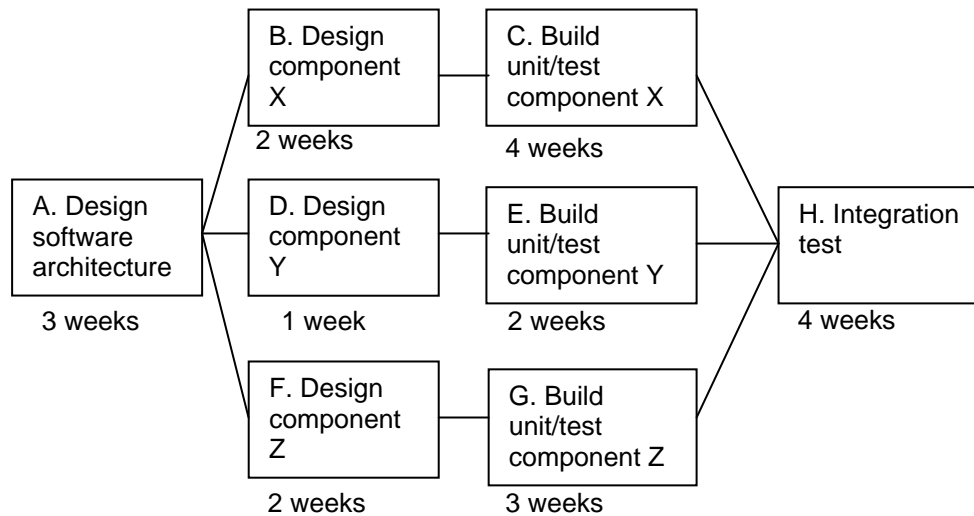 B. Design
component
X
2 weeks
C. Build
unit/test
component X
4 weeks
A. Design
software
architecture
3 weeks
D. Design
component
Y
1 week
E. Build
unit/test
component Y
2 weeks
H. Integration
test
4 weeks
F. Design
component
Z
2 weeks
G. Build
unit/test
component Z
3 weeks